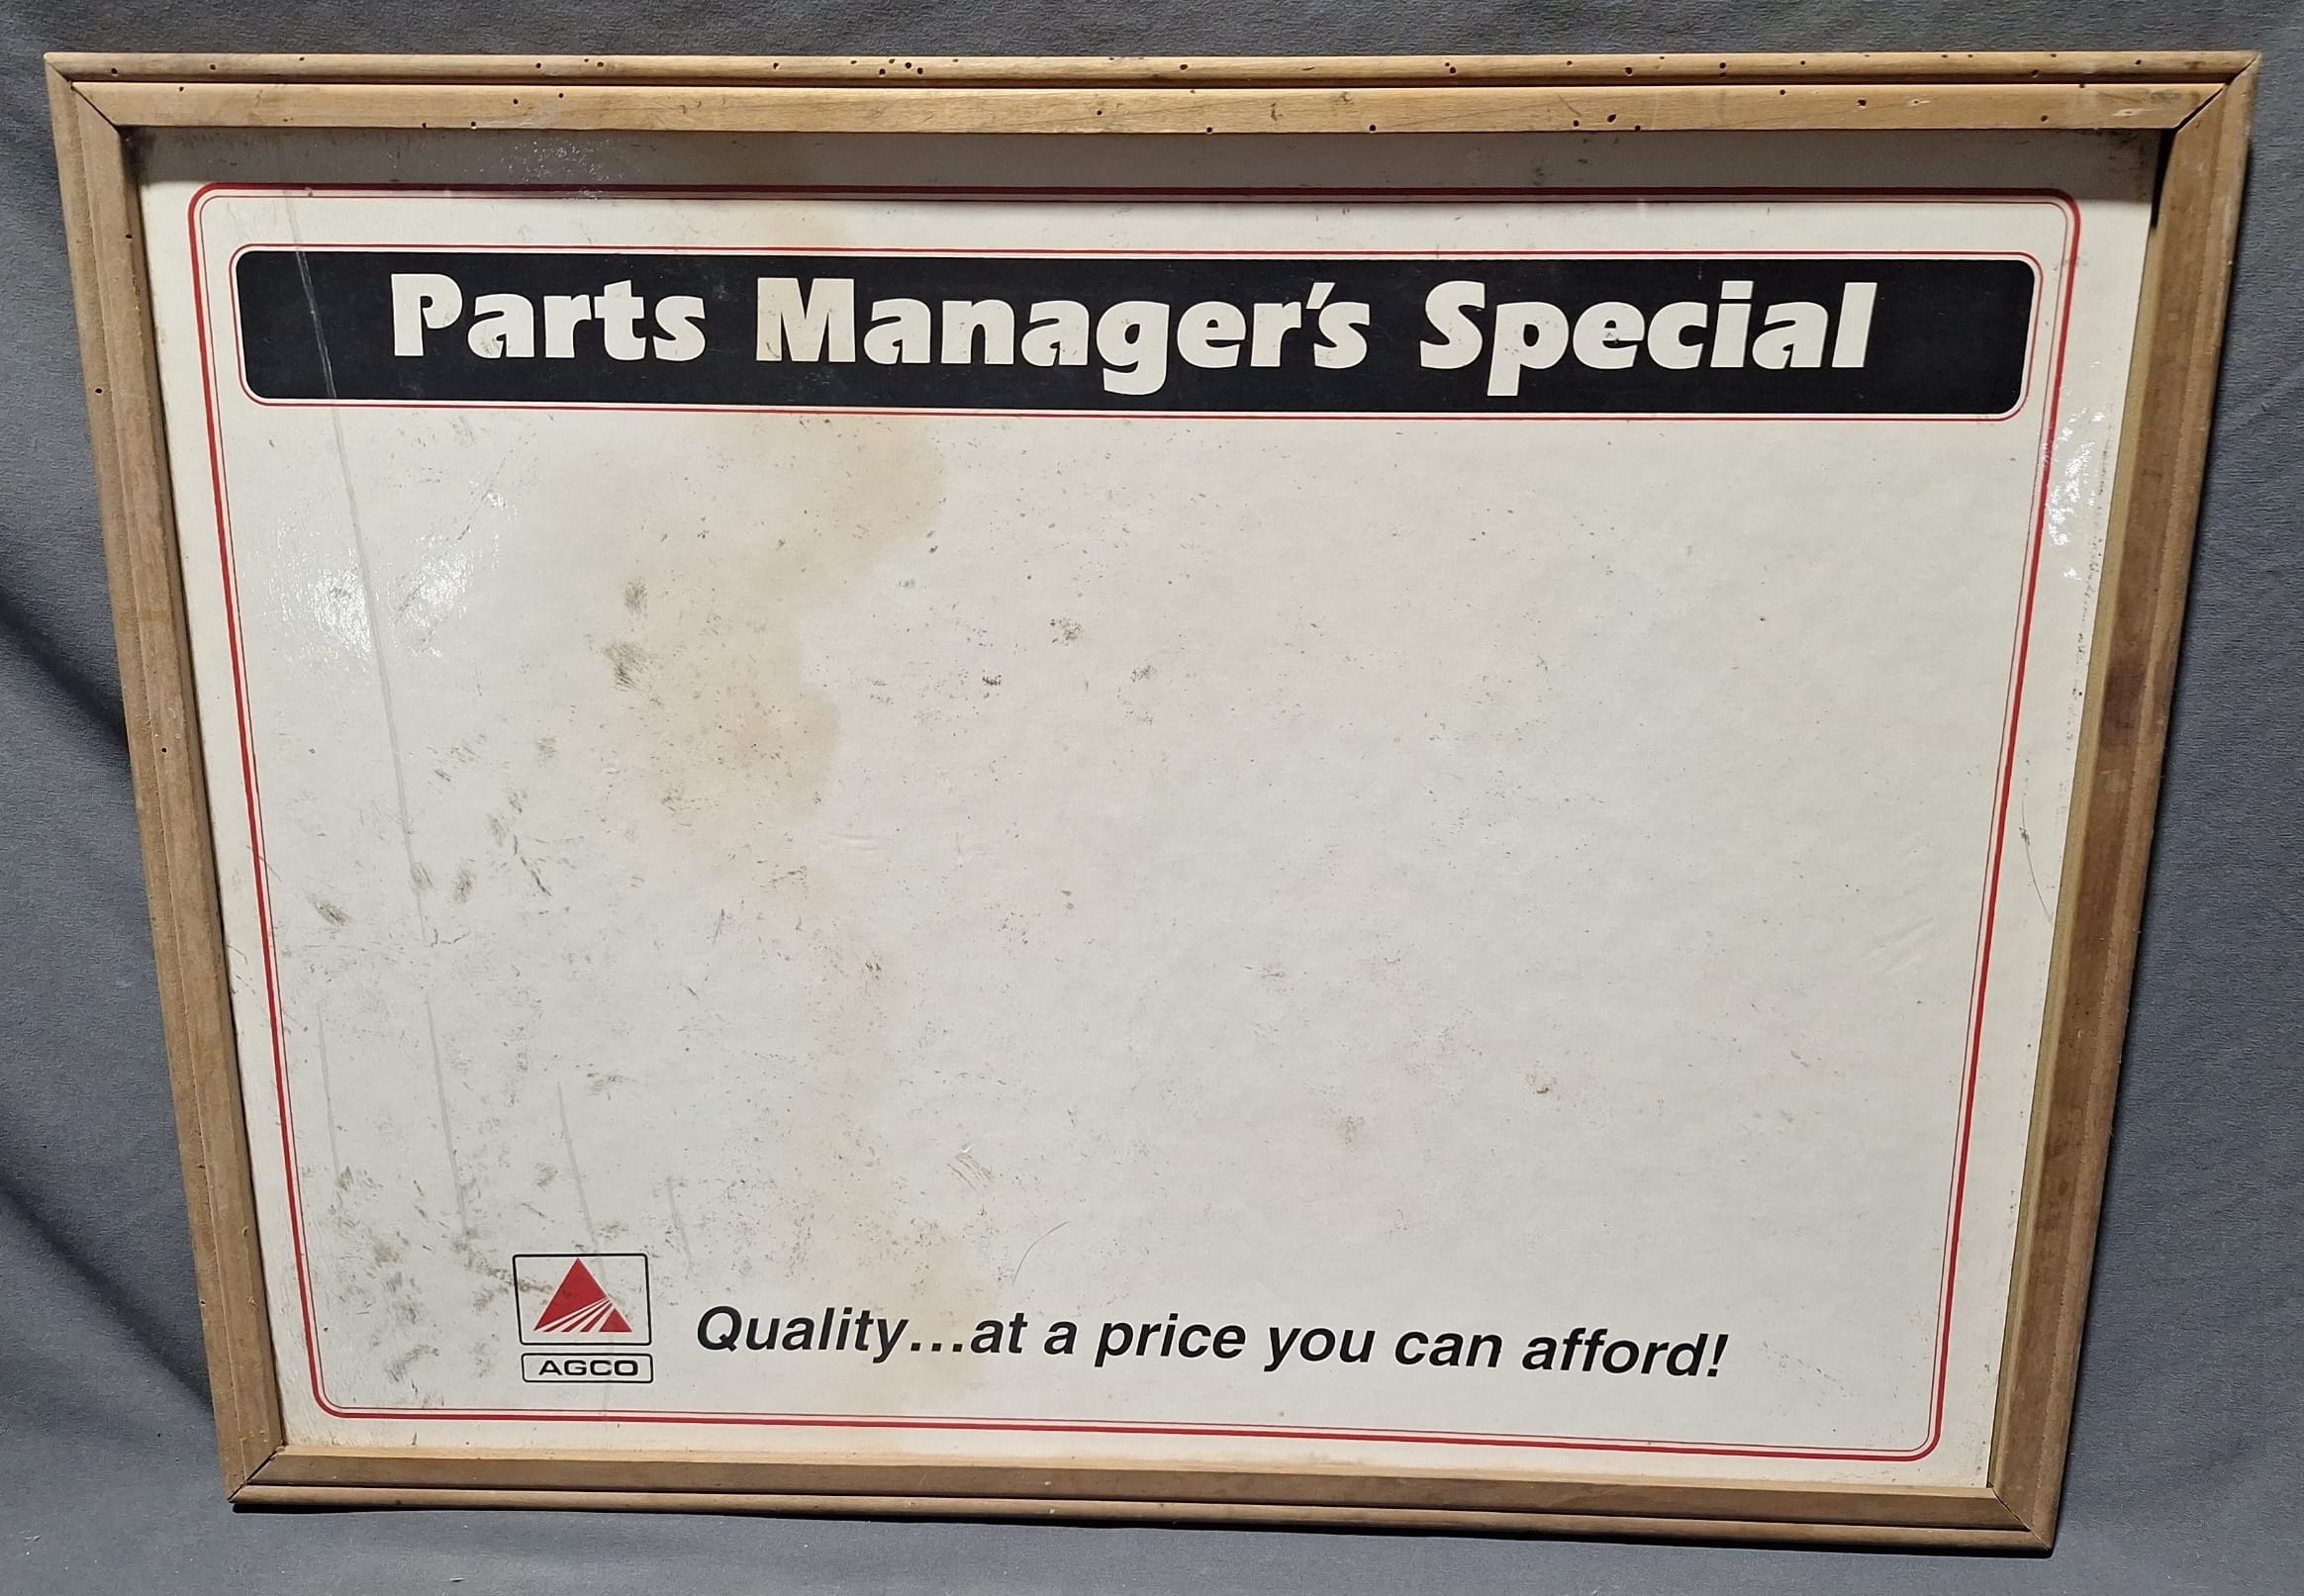 Parts Manager's Special
Quality...at a price you can afford!
AGCO